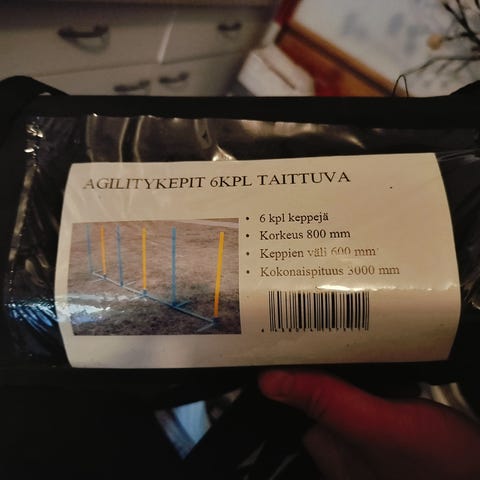 AGILITYKEPIT 6KPL TAITTUVA
• 6 kpl keppejä
• Korkeus 800 mm
• Keppien väli 600 mm
• Kokonaispituus 3000 mm